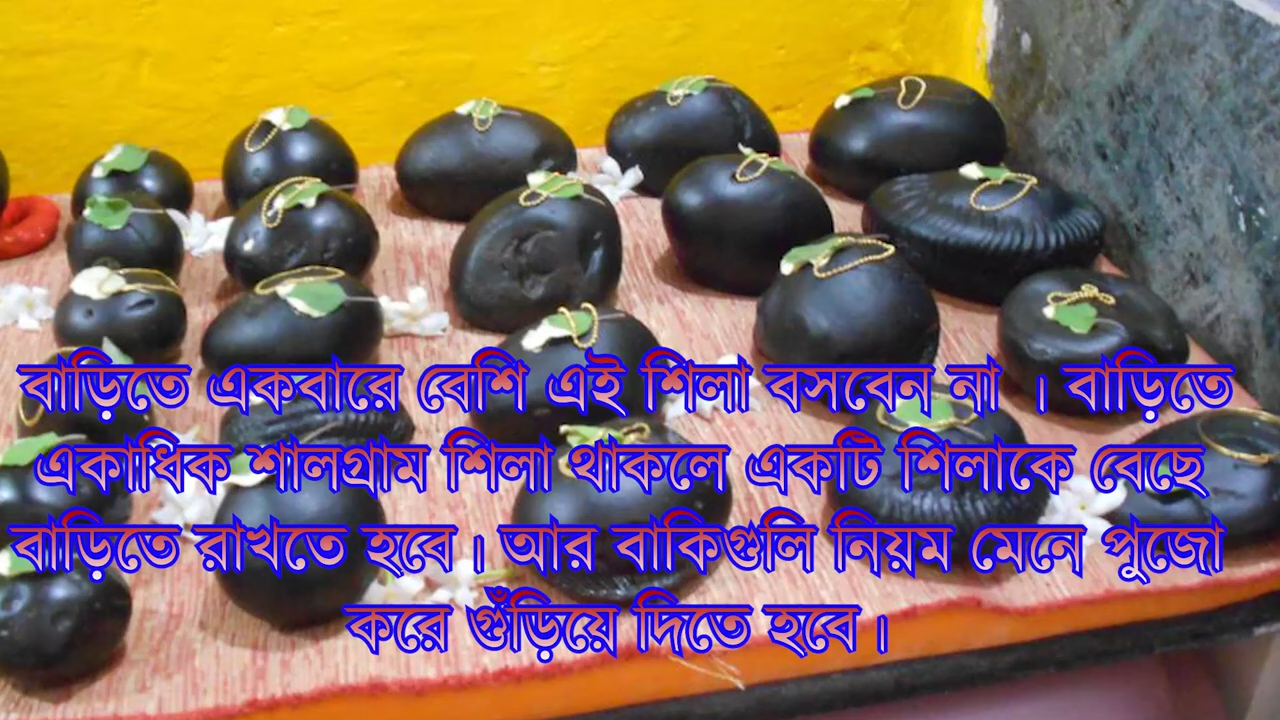 বাড়িতে একবারে বেশি এই শিলা বসবেন না । বাড়িতে
একাধিক শালগ্রাম শিলা থাকলে একটি শিলাকে বেছে
বাড়িতে রাখতে হবে। আর বাকিগুলি নিয়ম মেনে পুজো
করে গুঁড়িয়ে দিতে হবে।